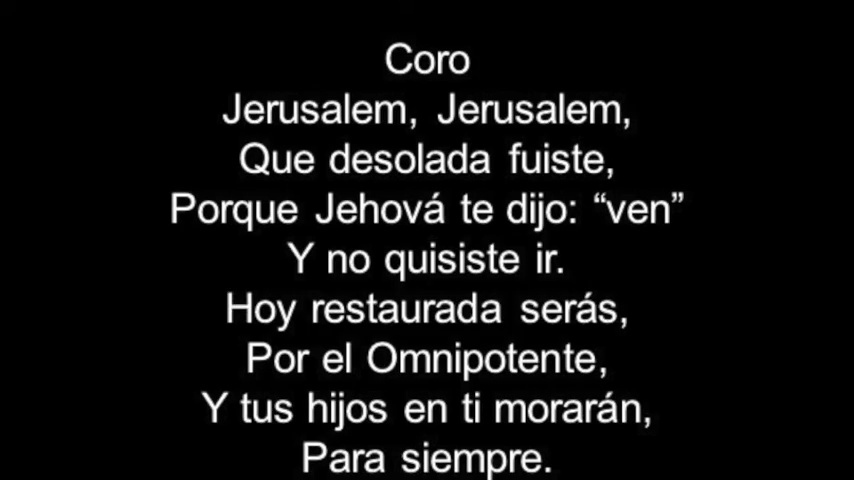 Coro
Jerusalem, Jerusalem,
Que desolada fuiste,
Porque Jehová te dijo: “ven”
Y no quisiste ir.
Hoy restaurada serás,
Por el Omnipotente,
Y tus hijos en ti morarán,
Para siempre.